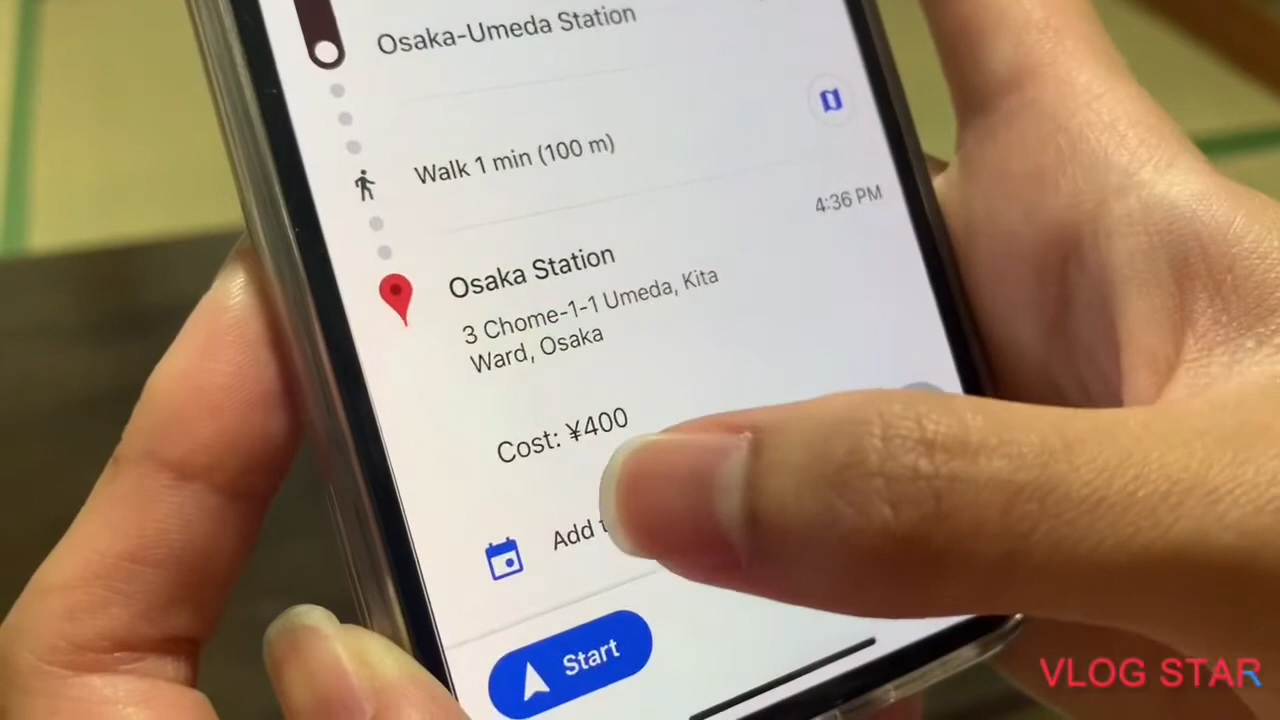 Osaka-Umeda Station
Walk 1 min (100 m)
4:36 PM
Osaka Station
3 Chome-1-1 Umeda, Kita
Ward, Osaka
Cost: ¥400
Add
Start
VLOG STAR